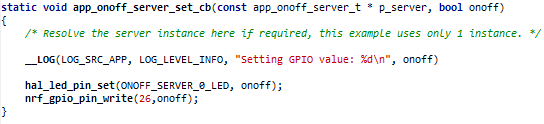 static void app_onoff_server_set_cb(const app_onoff_server_t * p_server, bool onoff)
{
/* Resolve the server instance here if required, this example uses only 1 instance. */
__LOG(LOG_SRC_APP, LOG_LEVEL_INFO, "Setting GPIO value: %d\n", onoff)
hal_led_pin_set(ONOFF_SERVER_0_LED, onoff);
nrf_gpio_pin_write(26,onoff);
}